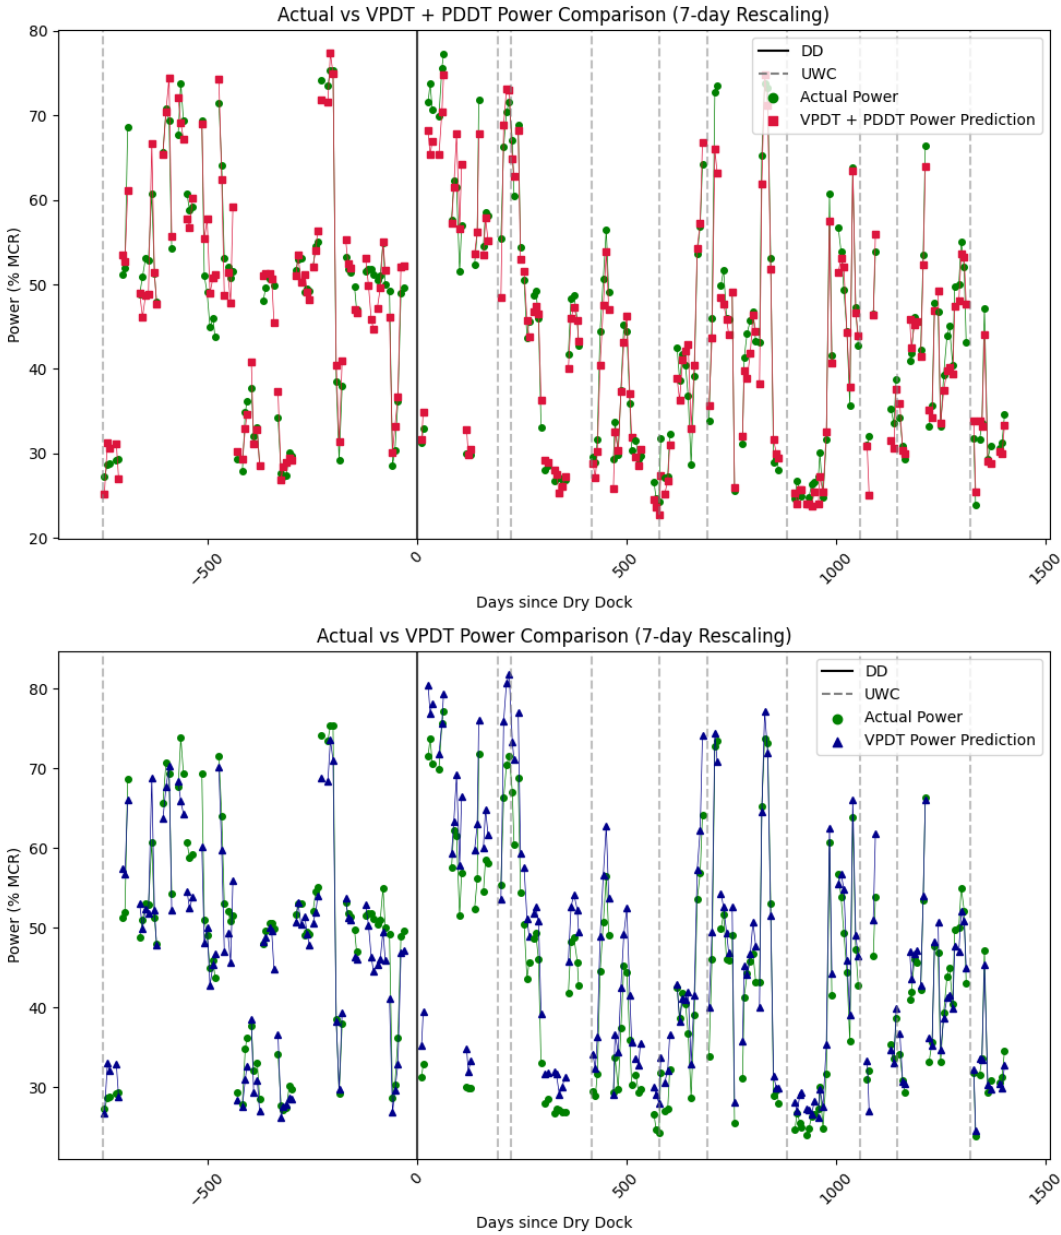 Actual vs VPDT + PDDT Power Comparison (7-day Rescaling)
80
70
60
50
40
30
20
Power (% MCR)
DD
UWC
Actual Power
VPDT + PDDT Power Prediction
−500
0
500
1000
1500
Days since Dry Dock
Actual vs VPDT Power Comparison (7-day Rescaling)
80
70
60
50
40
30
Power (% MCR)
DD
UWC
Actual Power
VPDT Power Prediction
−500
0
500
1000
1500
Days since Dry Dock